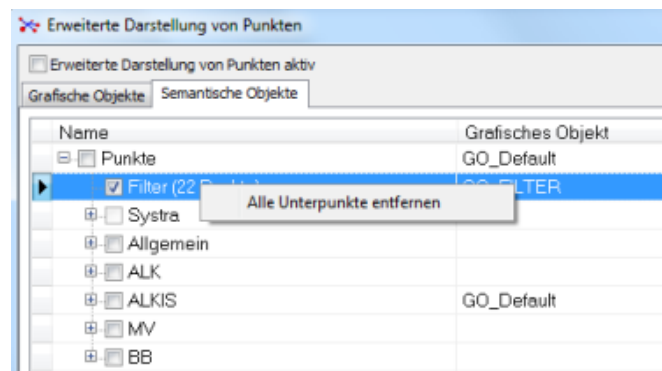 Erweiterte Darstellung von Punkten
Erweiterte Darstellung von Punkten aktiv
Grafische Objekte Semantische Objekte
Name Grafisches Objekt
Punkte GO_Default
Filter (22
Alle Unterpunkte entfernen
Systra
Allgemein
ALK
ALKIS GO_Default
MV
BB